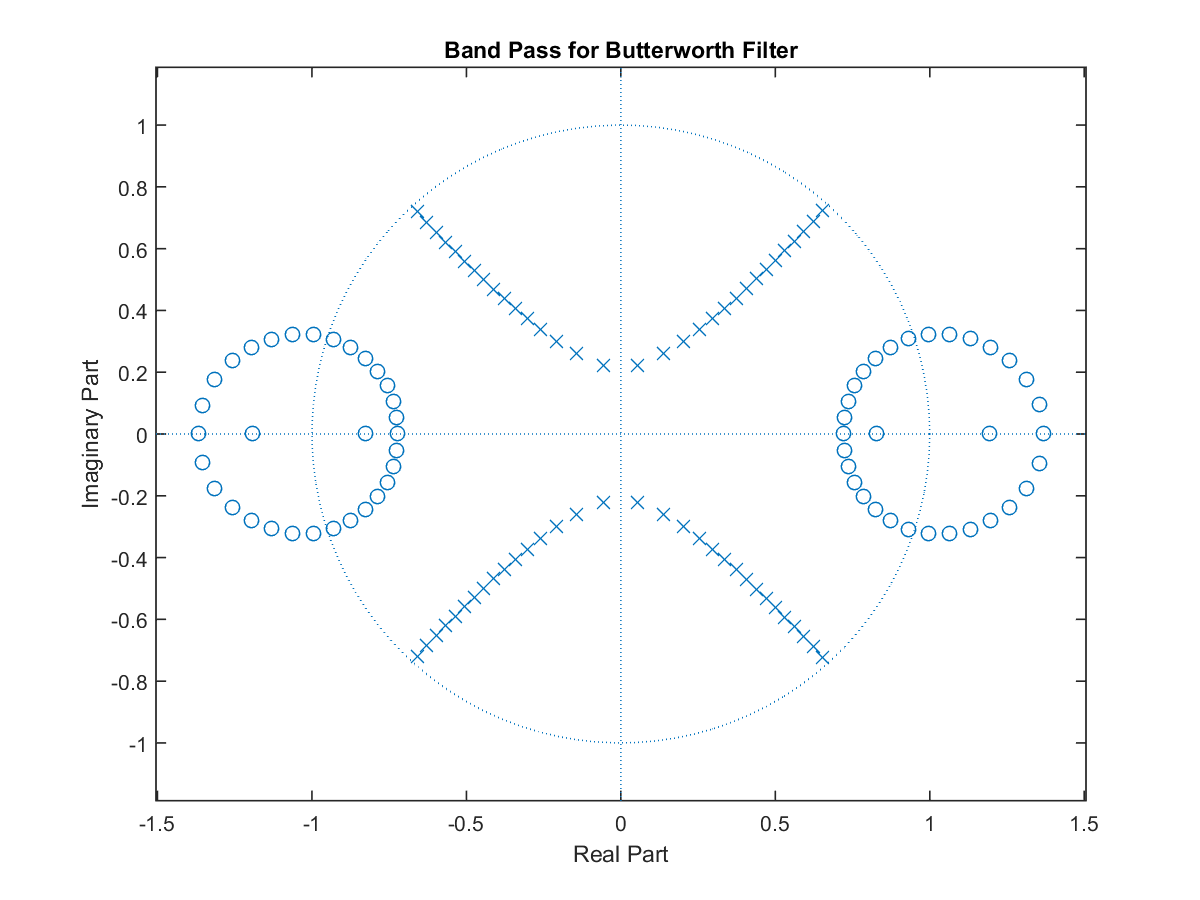 Band Pass for Butterworth Filter
1
0.8
0.6
0.4
0.2
0
-0.2
-0.4
-0.6
-0.8
-1
Imaginary Part
-1.5 -1 -0.5 0 0.5 1 1.5
Real Part